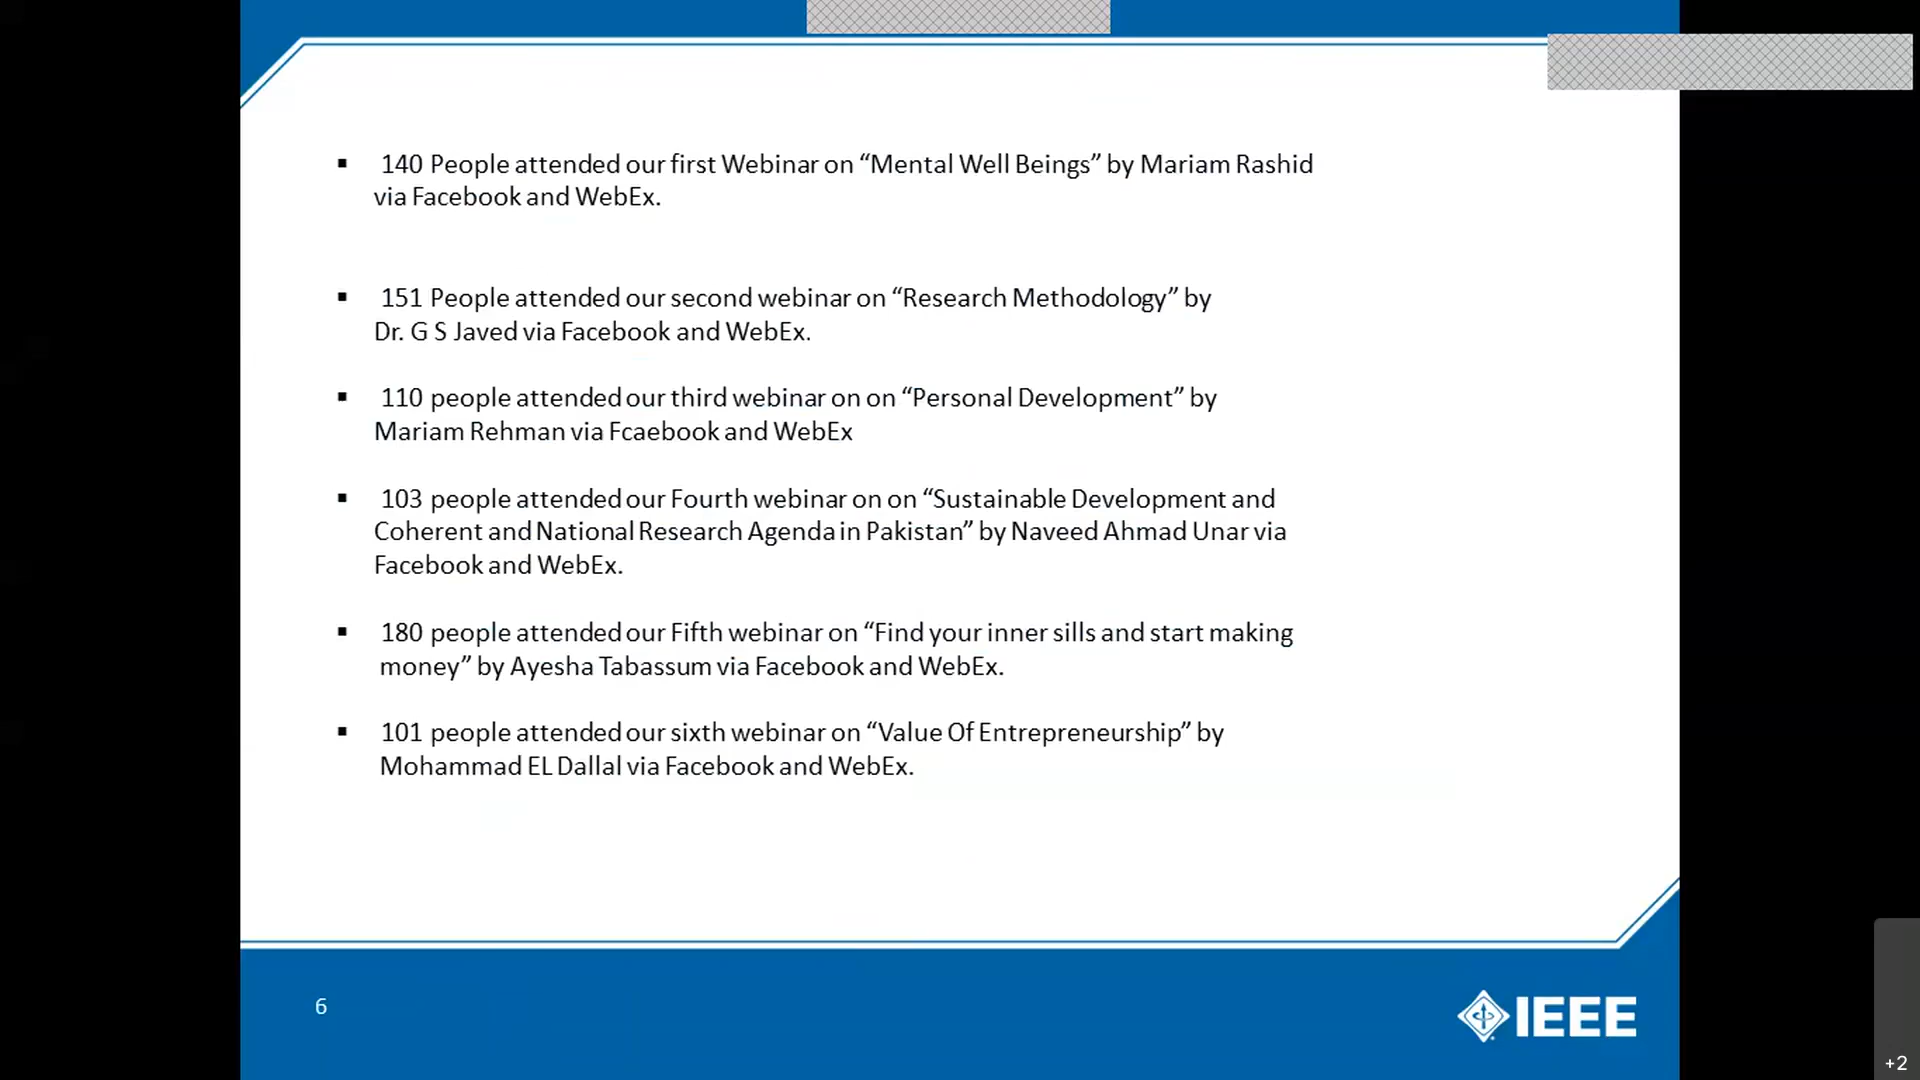 ▪ 140 People attended our first Webinar on “Mental Well Beings” by Mariam Rashid
via Facebook and WebEx.
▪ 151 People attended our second webinar on “Research Methodology” by
Dr. G S Javed via Facebook and WebEx.
▪ 110 people attended our third webinar on on “Personal Development” by
Mariam Rehman via Fcaebook and WebEx
▪ 103 people attended our Fourth webinar on on “Sustainable Development and
Coherent and National Research Agenda in Pakistan” by Naveed Ahmad Unar via
Facebook and WebEx.
▪ 180 people attended our Fifth webinar on “Find your inner sills and start making
money” by Ayesha Tabassum via Facebook and WebEx.
▪ 101 people attended our sixth webinar on “Value Of Entrepreneurship” by
Mohammad EL Dallal via Facebook and WebEx.
6
IEEE
+2